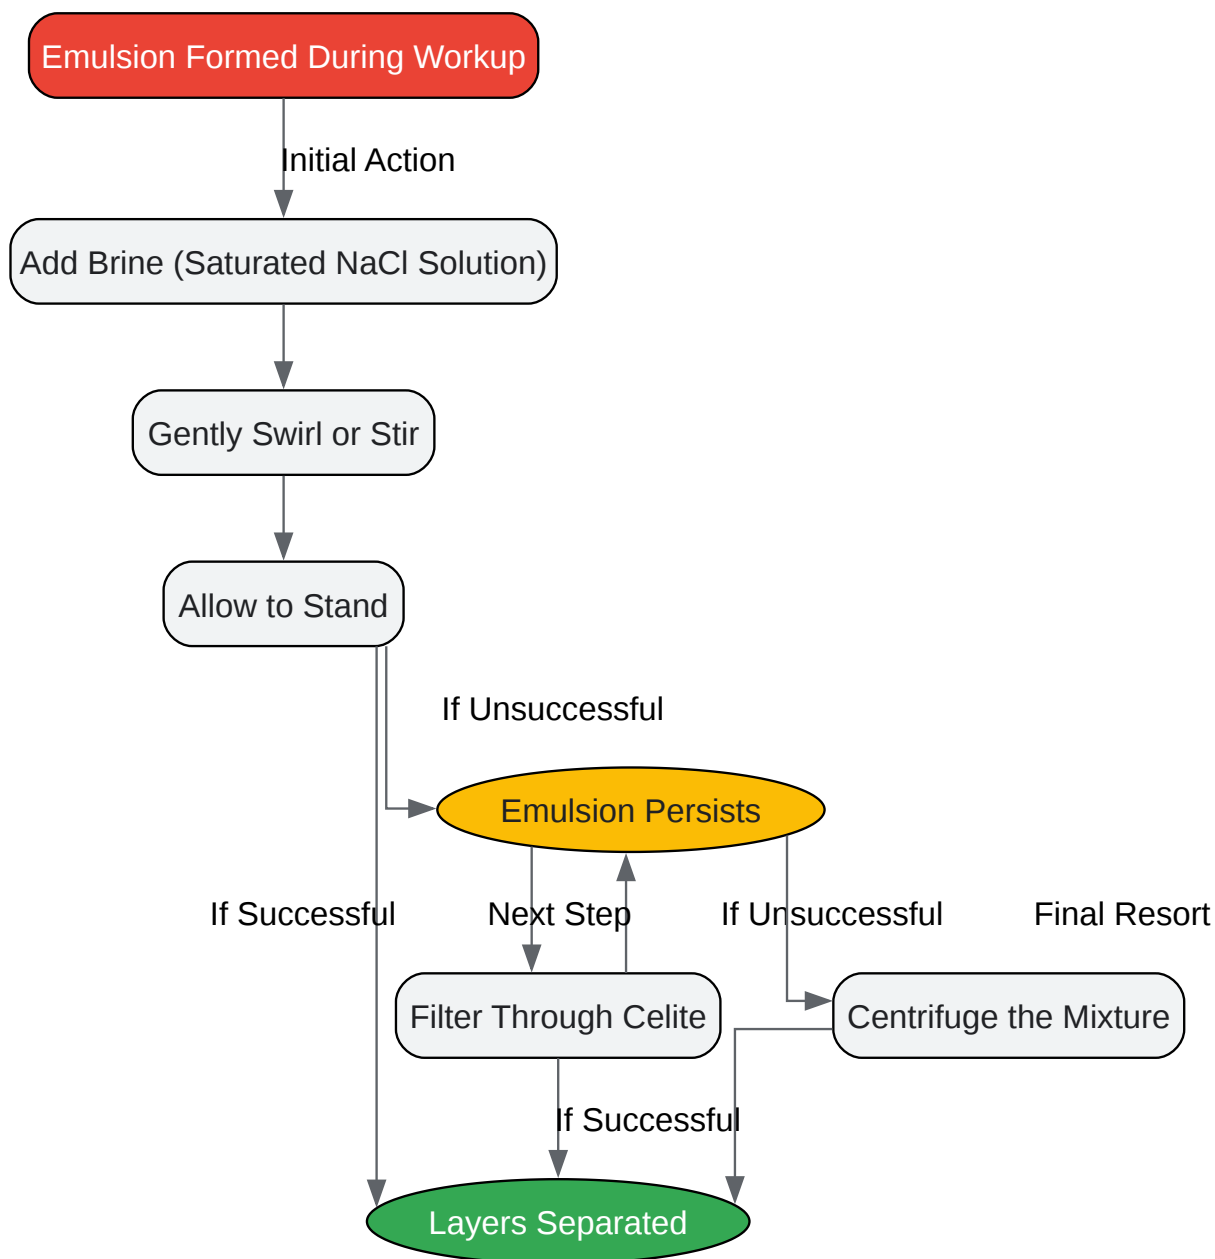 Emulsion Formed During Workup
Initial Action
Add Brine (Saturated NaCl Solution)
Gently Swirl or Stir
Allow to Stand
If Unsuccessful
Emulsion Persists
If Successful
Next Step
If Unsuccessful
Final Resort
Filter Through Celite
Centrifuge the Mixture
If Successful
Layers Separated